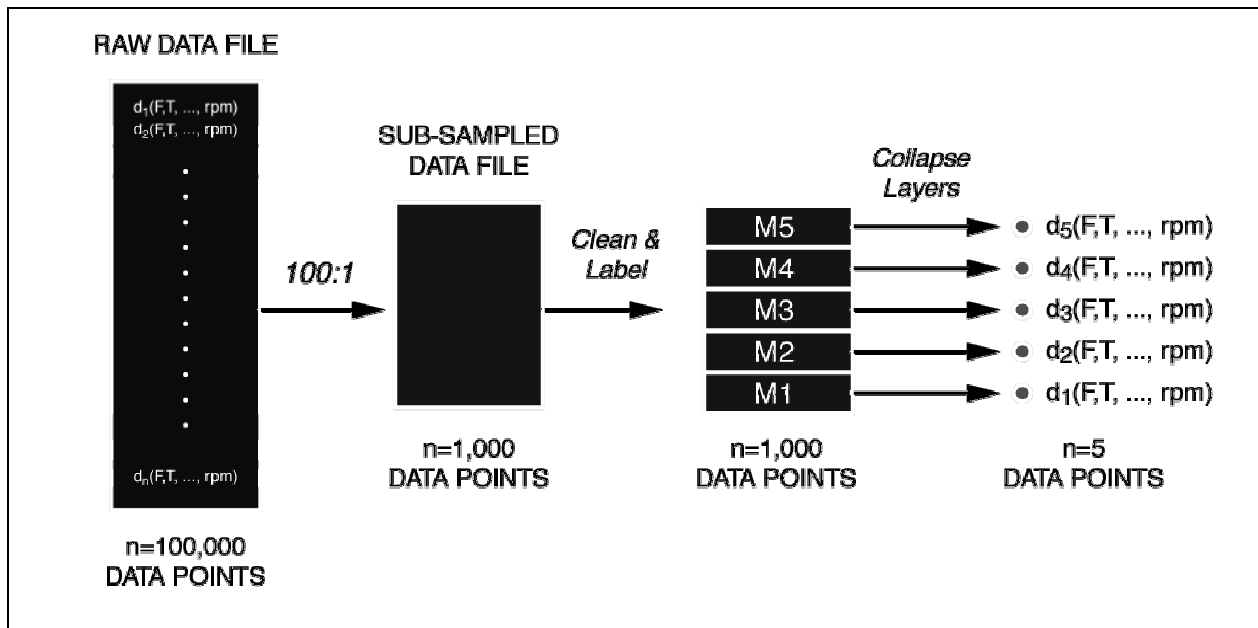 RAW DATA FILE
d₁(F,T, ..., rpm)
d₂(F,T, ..., rpm)
dₙ(F,T, ..., rpm)
n=100,000
DATA POINTS
100:1
SUB-SAMPLED
DATA FILE
n=1,000
DATA POINTS
Clean &
Label
M5
M4
M3
M2
M1
n=1,000
DATA POINTS
Collapse
Layers
d₅(F,T, ..., rpm)
d₄(F,T, ..., rpm)
d₃(F,T, ..., rpm)
d₂(F,T, ..., rpm)
d₁(F,T, ..., rpm)
n=5
DATA POINTS